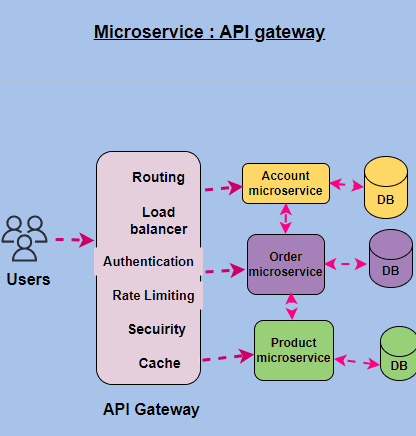 Microservice : API gateway
Routing
Load
balancer
Authentication
Rate Limiting
Secuirity
Cache
API Gateway
Users
Account
microservice
DB
Order
microservice
DB
Product
microservice
DB